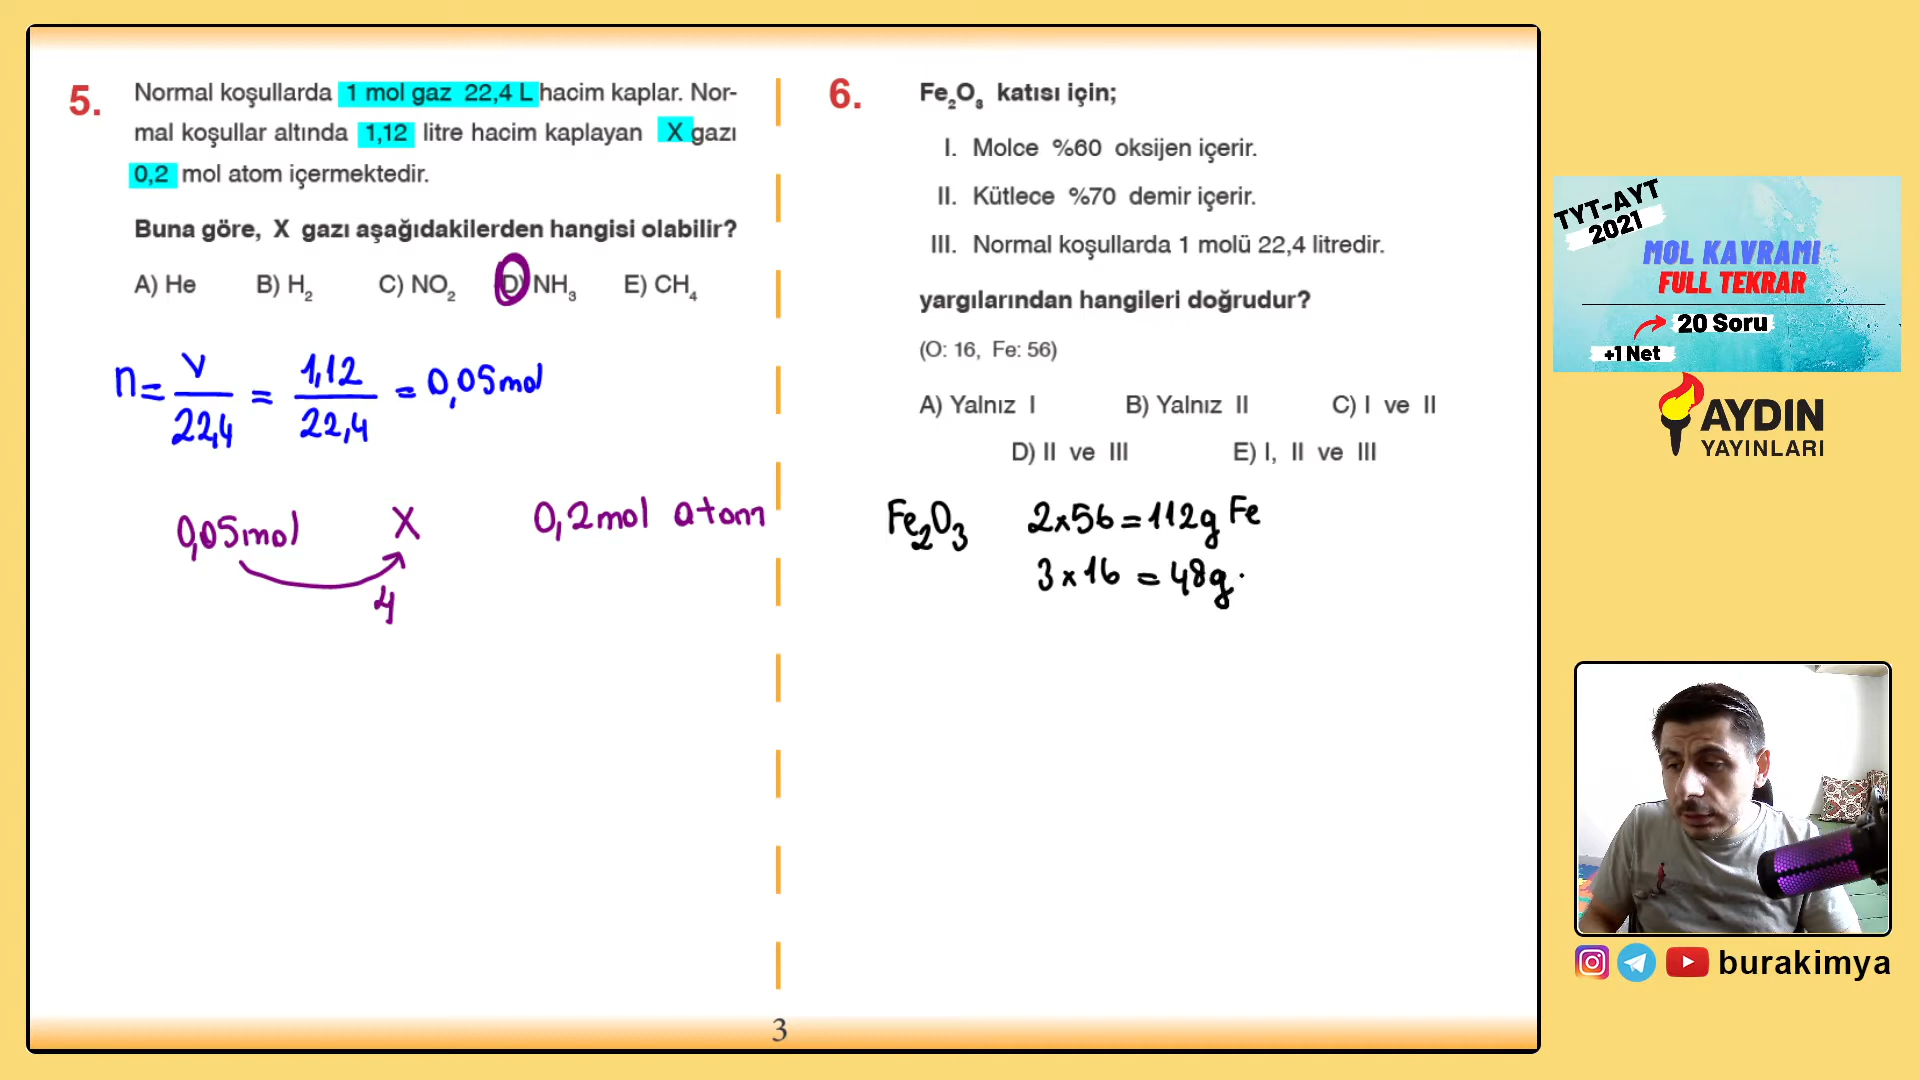 5.
Normal koşullarda 1 mol gaz 22,4 L hacim kaplar. Nor-
mal koşullar altında 1,12 litre hacim kaplayan X gazı
0,2 mol atom içermektedir.
Buna göre, X gazı aşağıdakilerden hangisi olabilir?
A) He B) H₂ C) NO₂ D) NH₃ E) CH₄
n = V/22,4 = 1,12/22,4 = 0,05 mol
0,05 mol X 0,2 mol atom
4
6.
Fe₂O₃ katısı için;
I. Molce %60 oksijen içerir.
II. Kütlece %70 demir içerir.
III. Normal koşullarda 1 molü 22,4 litredir.
yargılarından hangileri doğrudur?
(O: 16, Fe: 56)
A) Yalnız I B) Yalnız II C) I ve II
D) II ve III E) I, II ve III
Fe₂O₃ 2x56=112g Fe
3x16 = 48g
3
TYT-AYT
2021
MOL KAVRAMI
FULL TEKRAR
20 Soru
+1 Net
AYDIN
YAYINLARI
burakimya